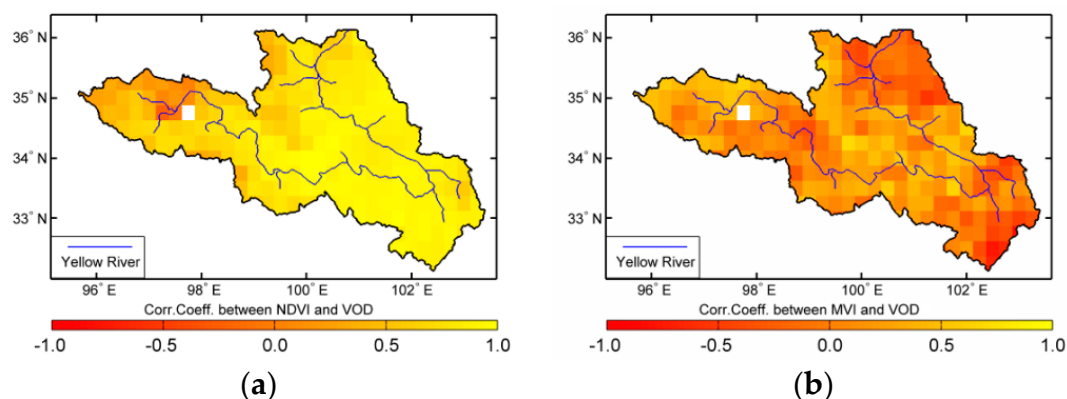 36° N
35° N
34° N
33° N
Yellow River
96° E 98° E 100° E 102° E
Corr.Coeff. between NDVI and VOD
-1.0 -0.5 0.0 0.5 1.0
(a)
36° N
35° N
34° N
33° N
Yellow River
96° E 98° E 100° E 102° E
Corr.Coeff. between MVI and VOD
-1.0 -0.5 0.0 0.5 1.0
(b)